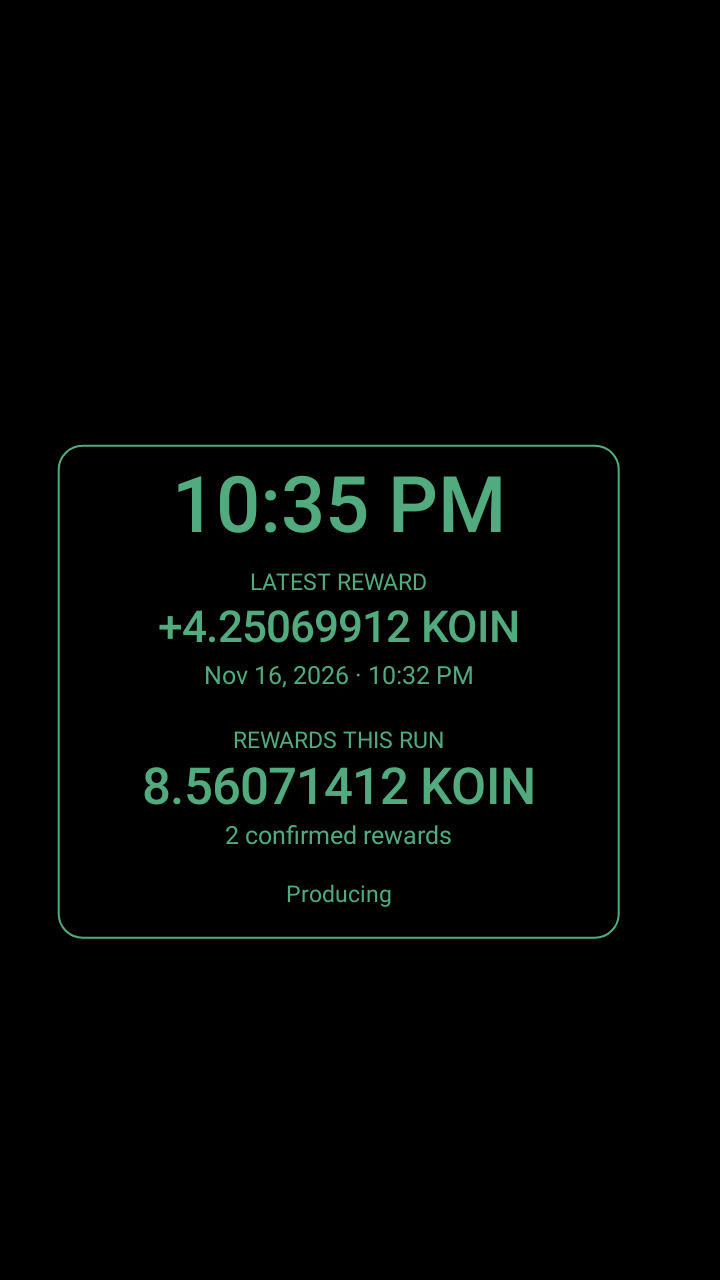 10:35 PM
LATEST REWARD
+4.25069912 KOIN
Nov 16, 2026 · 10:32 PM
REWARDS THIS RUN
8.56071412 KOIN
2 confirmed rewards
Producing